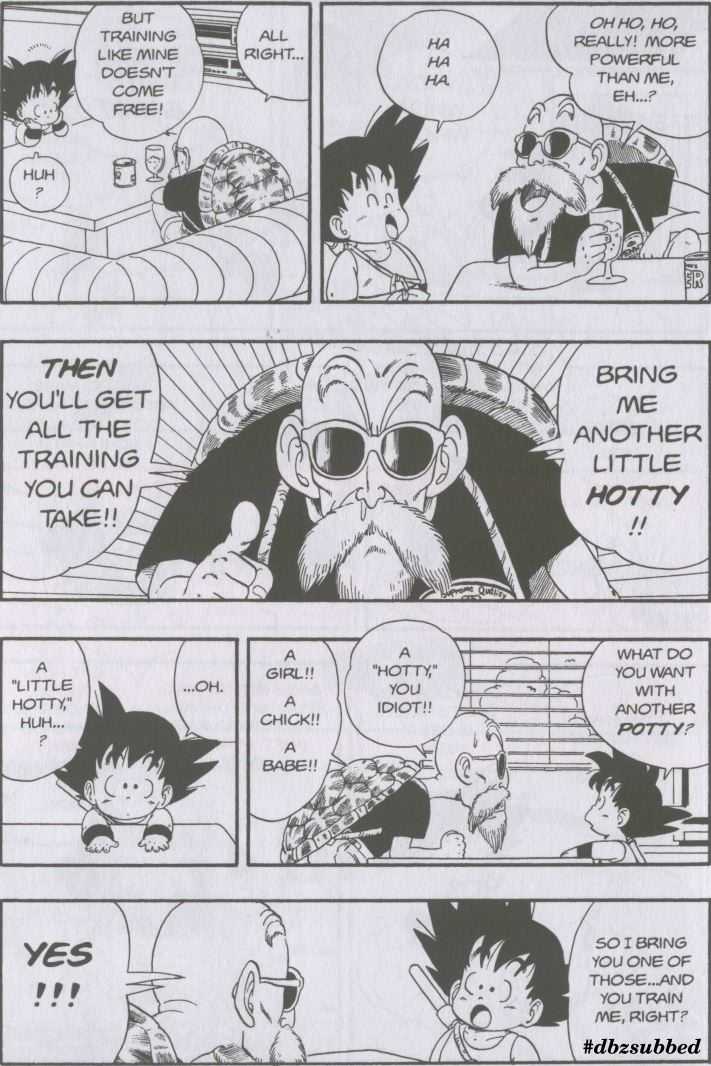 OH HO, HO,
REALLY! MORE
POWERFUL
THAN ME,
EH...?
HA
HA
HA.
ER
ALL
RIGHT...
BUT
TRAINING
LIKE MINE
DOESN'T
COME
FREE!
HUH
?
BRING
ME
ANOTHER
LITTLE
HOTTY
!!
THEN
YOU'LL GET
ALL THE
TRAINING
YOU CAN
TAKE!!
Supreme Quality
WHAT DO
YOU WANT
WITH
ANOTHER
POTTY?
A
"HOTTY,"
YOU
IDIOT!!
A
GIRL!!
A
CHICK!!
A
BABE!!
...OH.
A
"LITTLE
HOTTY,"
HUH...
?
SO I BRING
YOU ONE OF
THOSE...AND
YOU TRAIN
ME, RIGHT?
YES
!!!
#dbzsubbed